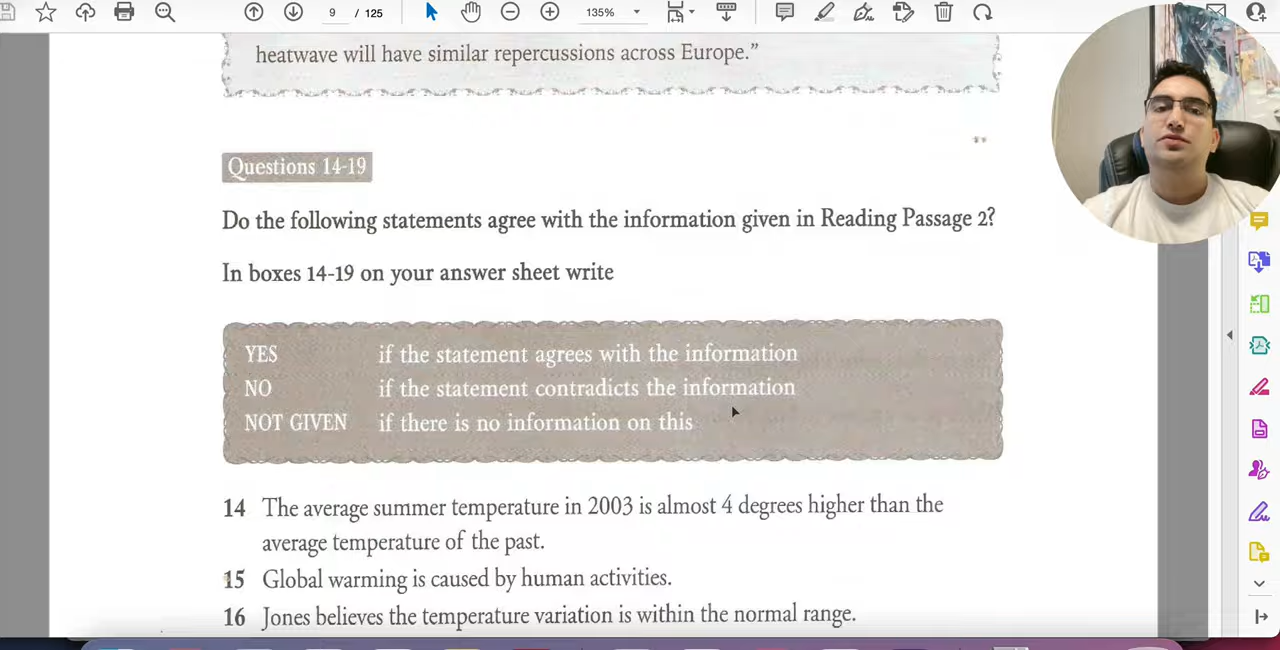 9 / 125
135%
heatwave will have similar repercussions across Europe.”
Questions 14-19
Do the following statements agree with the information given in Reading Passage 2?
In boxes 14-19 on your answer sheet write
YES if the statement agrees with the information
NO if the statement contradicts the information
NOT GIVEN if there is no information on this
14 The average summer temperature in 2003 is almost 4 degrees higher than the
average temperature of the past.
15 Global warming is caused by human activities.
16 Jones believes the temperature variation is within the normal range.